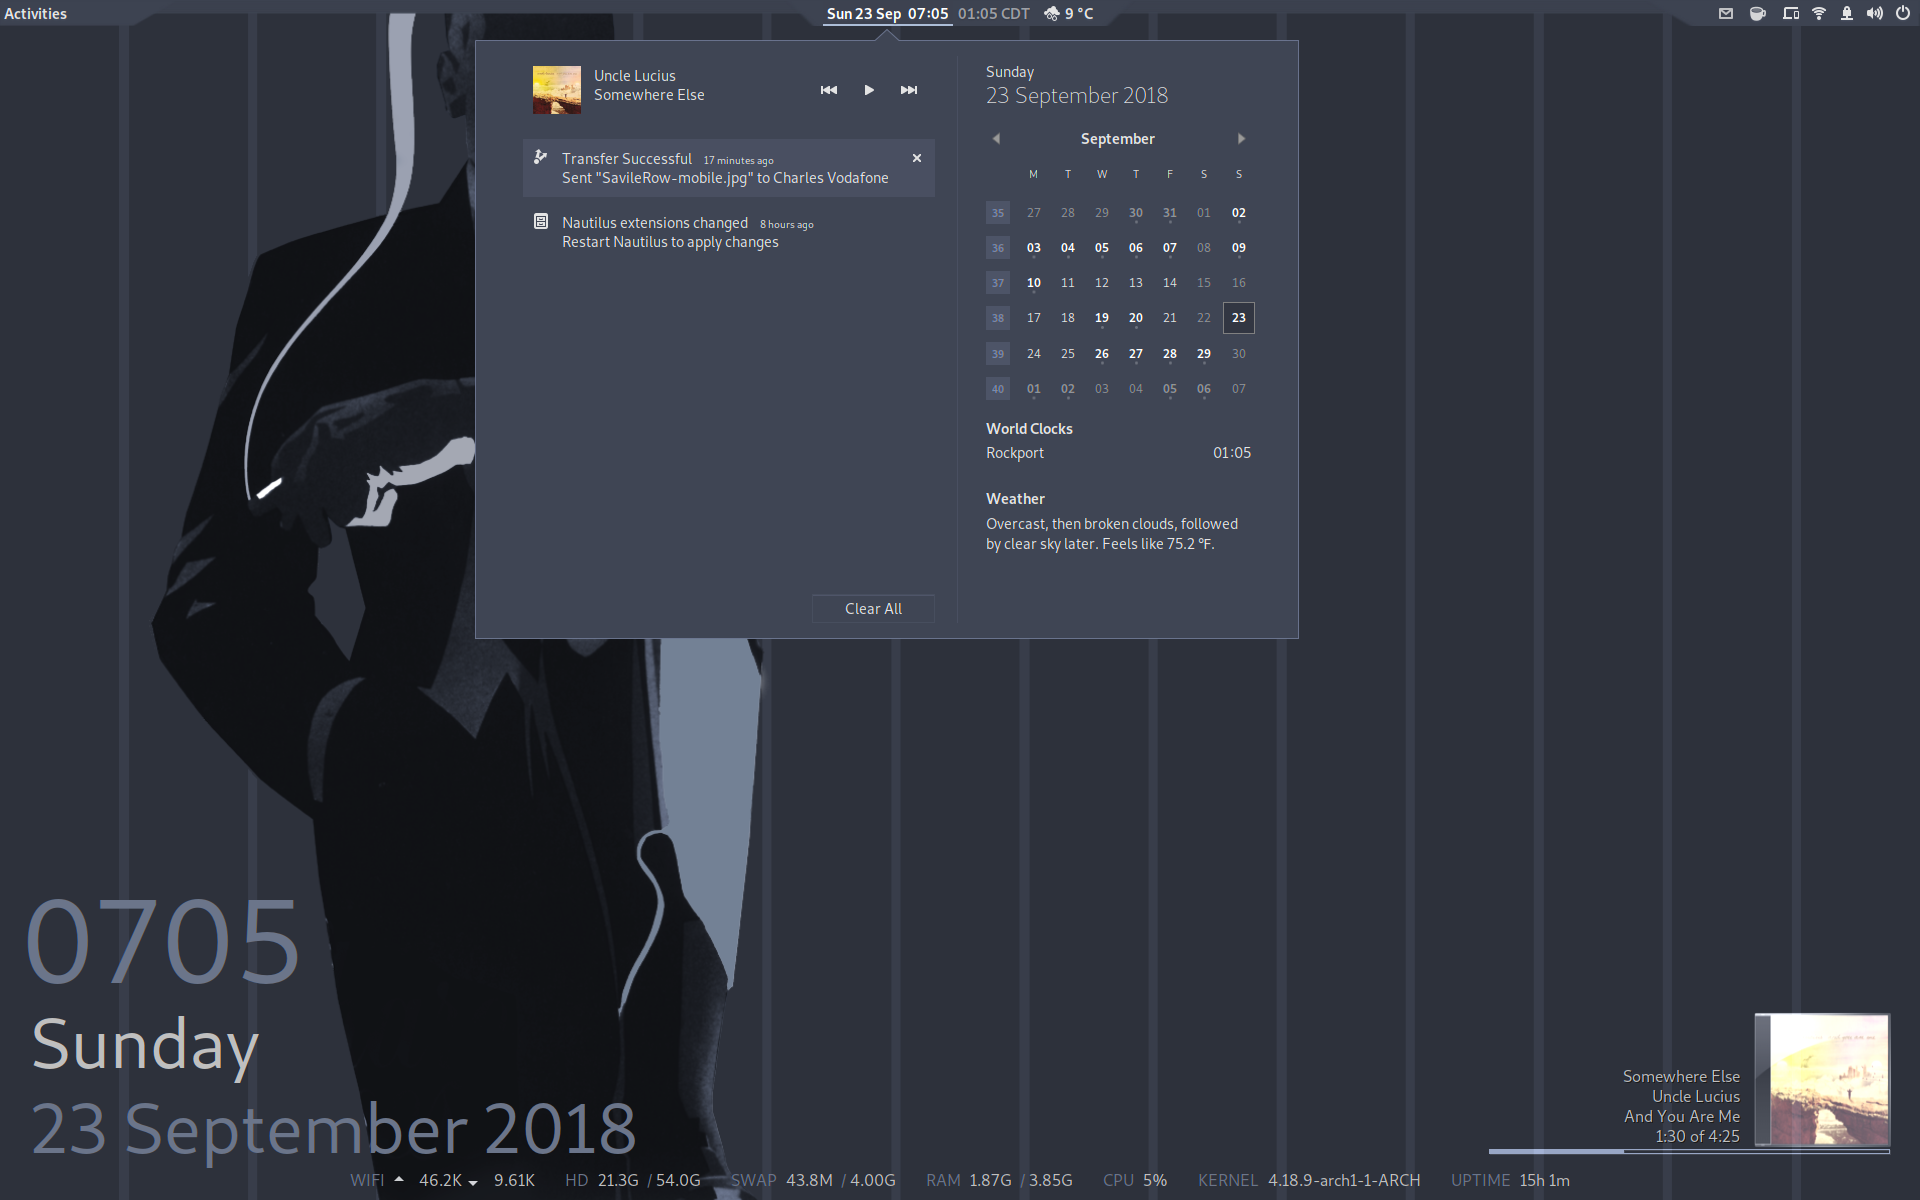 Activities
Sun 23 Sep 07:05 01:05 CDT 9 °C
Uncle Lucius
Somewhere Else
Transfer Successful 17 minutes ago
Sent "SavileRow-mobile.jpg" to Charles Vodafone
Nautilus extensions changed 8 hours ago
Restart Nautilus to apply changes
Clear All
Sunday
23 September 2018
September
M T W T F S S
35 27 28 29 30 31 01 02
36 03 04 05 06 07 08 09
37 10 11 12 13 14 15 16
38 17 18 19 20 21 22 23
39 24 25 26 27 28 29 30
40 01 02 03 04 05 06 07
World Clocks
Rockport 01:05
Weather
Overcast, then broken clouds, followed
by clear sky later. Feels like 75.2 °F.
0705
Sunday
23 September 2018
Somewhere Else
Uncle Lucius
And You Are Me
1:30 of 4:25
WIFI 46.2K 9.61K HD 21.3G / 54.0G SWAP 43.8M / 4.00G RAM 1.87G / 3.85G CPU 5% KERNEL 4.18.9-arch1-1-ARCH UPTIME 15h 1m